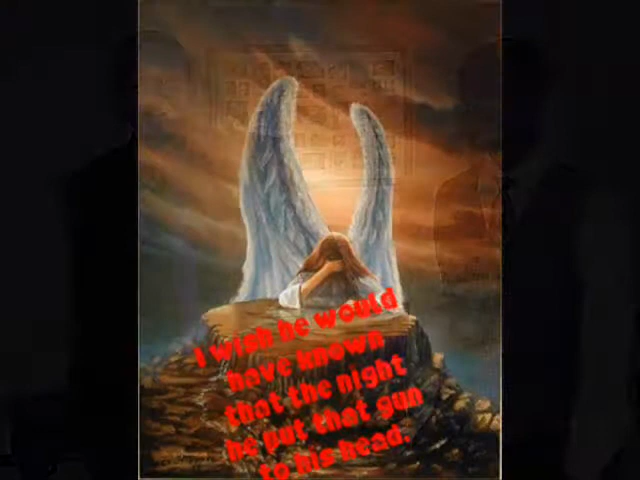 I wish he would
have known
that the night
he put that gun
to his head.